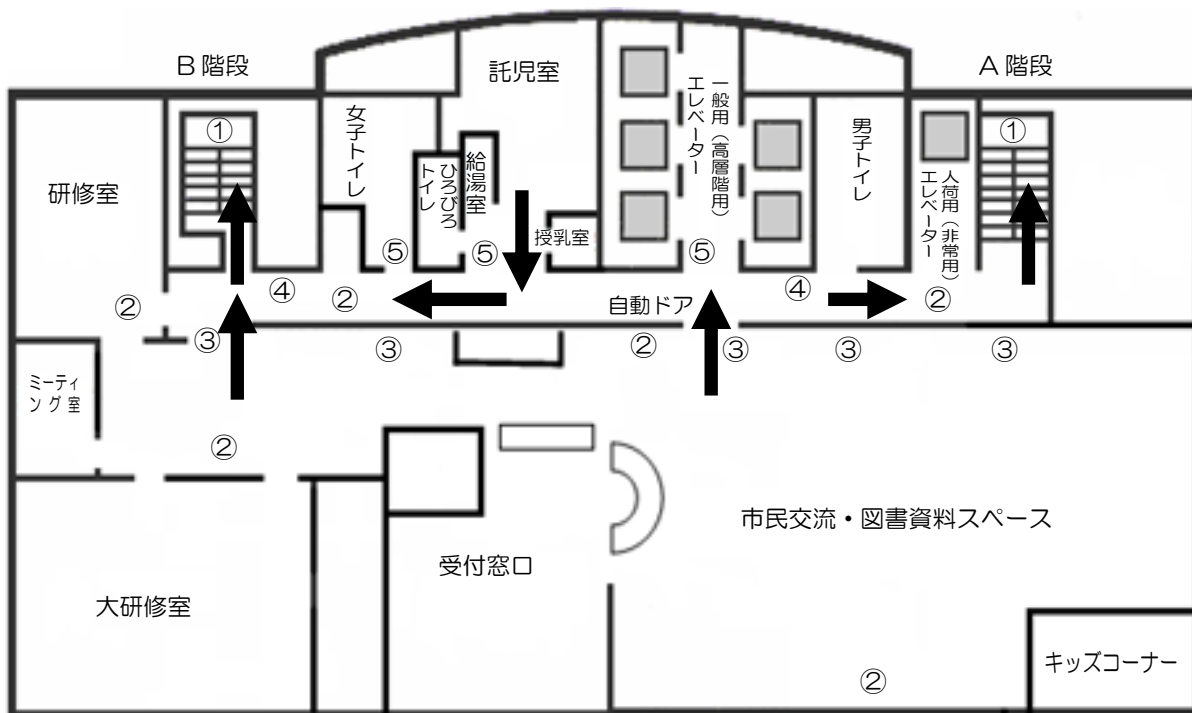 B階段
A階段
託児室
①
女子トイレ
研修室
ひろびろ
トイレ
給湯室
授乳室
一般用(高層階用)
エレベーター
男子トイレ
人荷用(非常用)
エレベーター
①
⑤
⑤
⑤
④
②
④
②
②
自動ドア
③
③
②
③
③
③
ミーティ
ング室
②
市民交流・図書資料スペース
受付窓口
大研修室
キッズコーナー
②